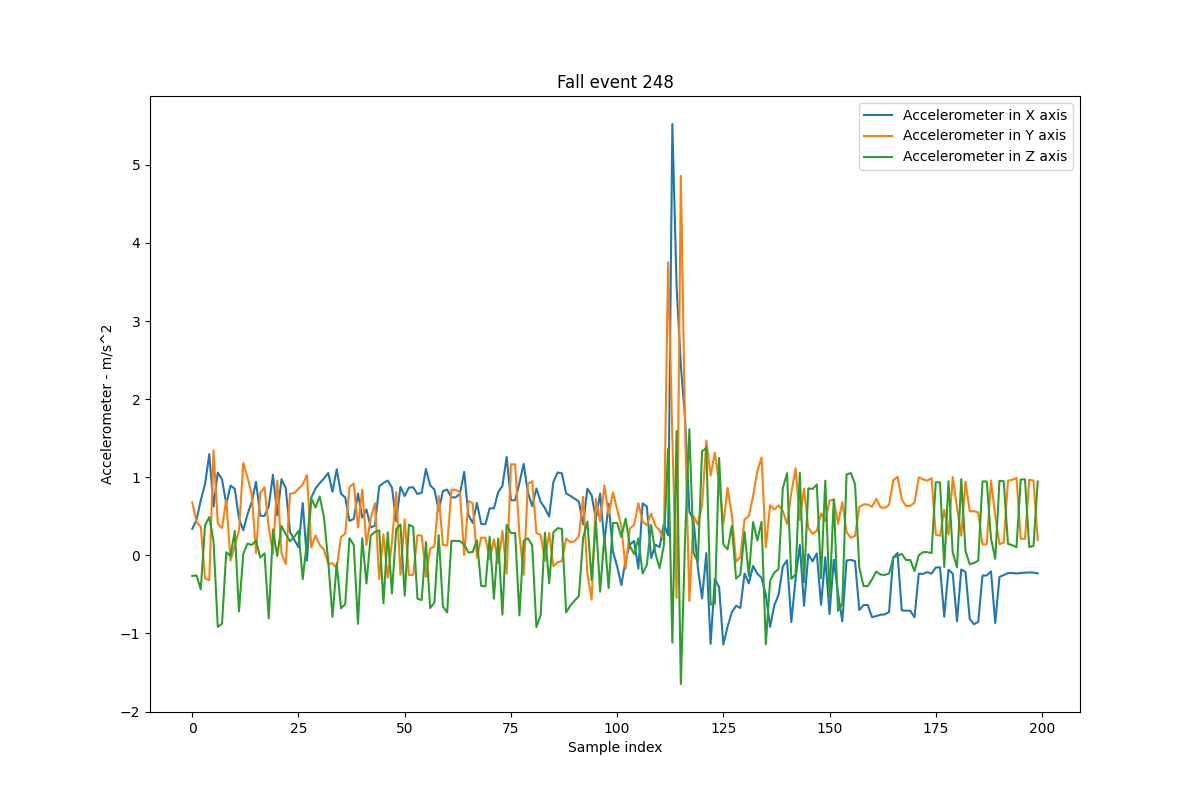 Fall event 248
Accelerometer in X axis
Accelerometer in Y axis
Accelerometer in Z axis
Accelerometer - m/s^2
5
4
3
2
1
0
−1
−2
0 25 50 75 100 125 150 175 200
Sample index